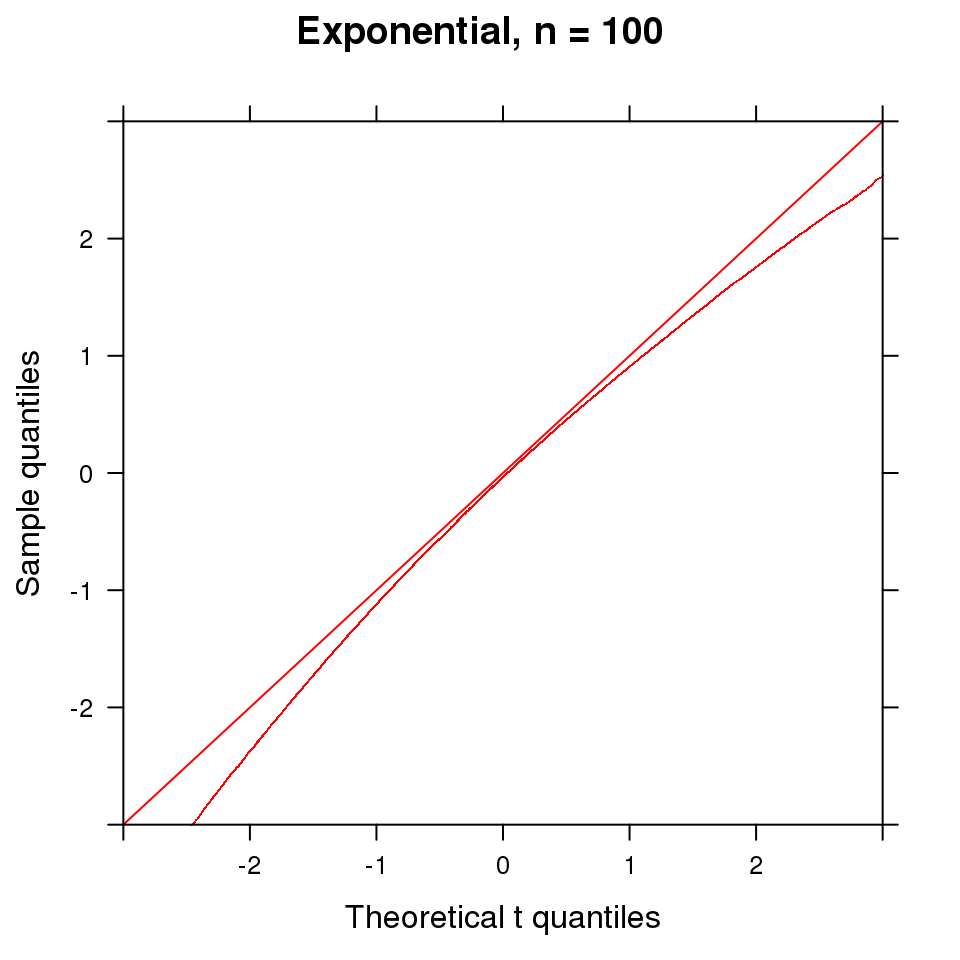 Exponential, n = 100
Sample quantiles
2
1
0
-1
-2
-2 -1 0 1 2
Theoretical t quantiles